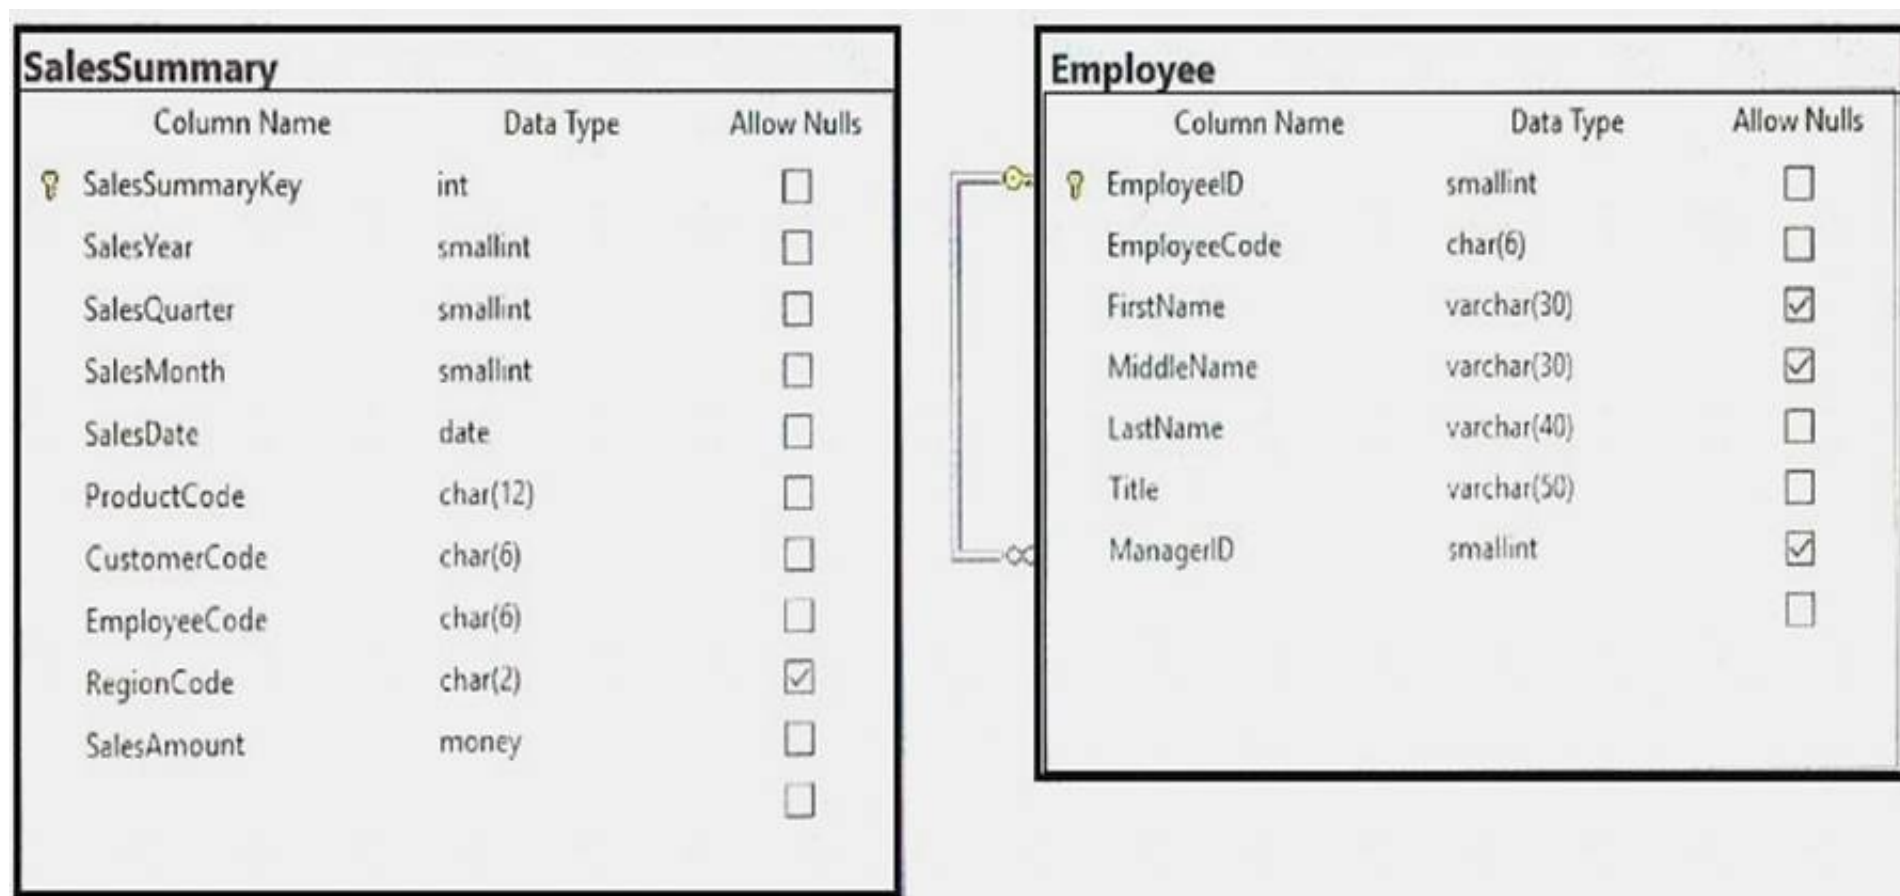 SalesSummary
Column Name Data Type Allow Nulls
SalesSummaryKey int
SalesYear smallint
SalesQuarter smallint
SalesMonth smallint
SalesDate date
ProductCode char(12)
CustomerCode char(6)
EmployeeCode char(6)
RegionCode char(2)
SalesAmount money
Employee
Column Name Data Type Allow Nulls
EmployeeID smallint
EmployeeCode char(6)
FirstName varchar(30)
MiddleName varchar(30)
LastName varchar(40)
Title varchar(50)
ManagerID smallint